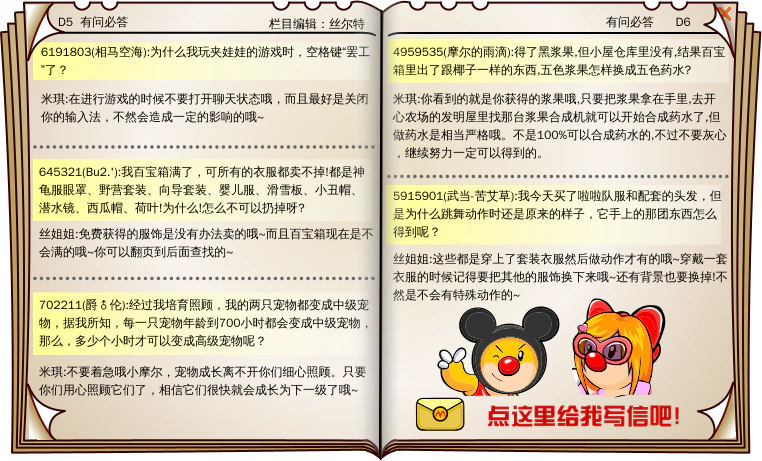 D5 有问必答
栏目编辑：丝尔特
6191803(相马空海):为什么我玩夹娃娃的游戏时，空格键“罢工
”了？
米琪:在进行游戏的时候不要打开聊天状态哦，而且最好是关闭
你的输入法，不然会造成一定的影响的哦~
645321(Bu2.'):我百宝箱满了，可所有的衣服都卖不掉!都是神
龟服眼罩、野营套装、向导套装、婴儿服、滑雪板、小丑帽、
潜水镜、西瓜帽、荷叶!为什么!怎么不可以扔掉呀?
丝姐姐:免费获得的服饰是没有办法卖的哦~而且百宝箱现在是不
会满的哦~你可以翻页到后面查找的~
702211(爵♁伦):经过我培育照顾，我的两只宠物都变成中级宠
物，据我所知，每一只宠物年龄到700小时都会变成中级宠物，
那么，多少个小时才可以变成高级宠物呢？
米琪:不要着急哦小摩尔，宠物成长离不开你们细心照顾。只要
你们用心照顾它们了，相信它们很快就会成长为下一级了哦~
有问必答 D6
4959535(摩尔的雨滴):得了黑浆果,但小屋仓库里没有,结果百宝
箱里出了跟椰子一样的东西,五色浆果怎样换成五色药水?
米琪:你看到的就是你获得的浆果哦,只要把浆果拿在手里,去开
心农场的发明屋里找那台浆果合成机就可以开始合成药水了,但
做药水是相当严格哦。不是100%可以合成药水的,不过不要灰心
，继续努力一定可以得到的。
5915901(武当·苦艾草):我今天买了啦啦队服和配套的头发，但
是为什么跳舞动作时还是原来的样子，它手上的那团东西怎么
得到呢？
丝姐姐:这些都是穿上了套装衣服然后做动作才有的哦~穿戴一套
衣服的时候记得要把其他的服饰换下来哦~还有背景也要换掉!不
然是不会有特殊动作的~
点这里给我写信吧!